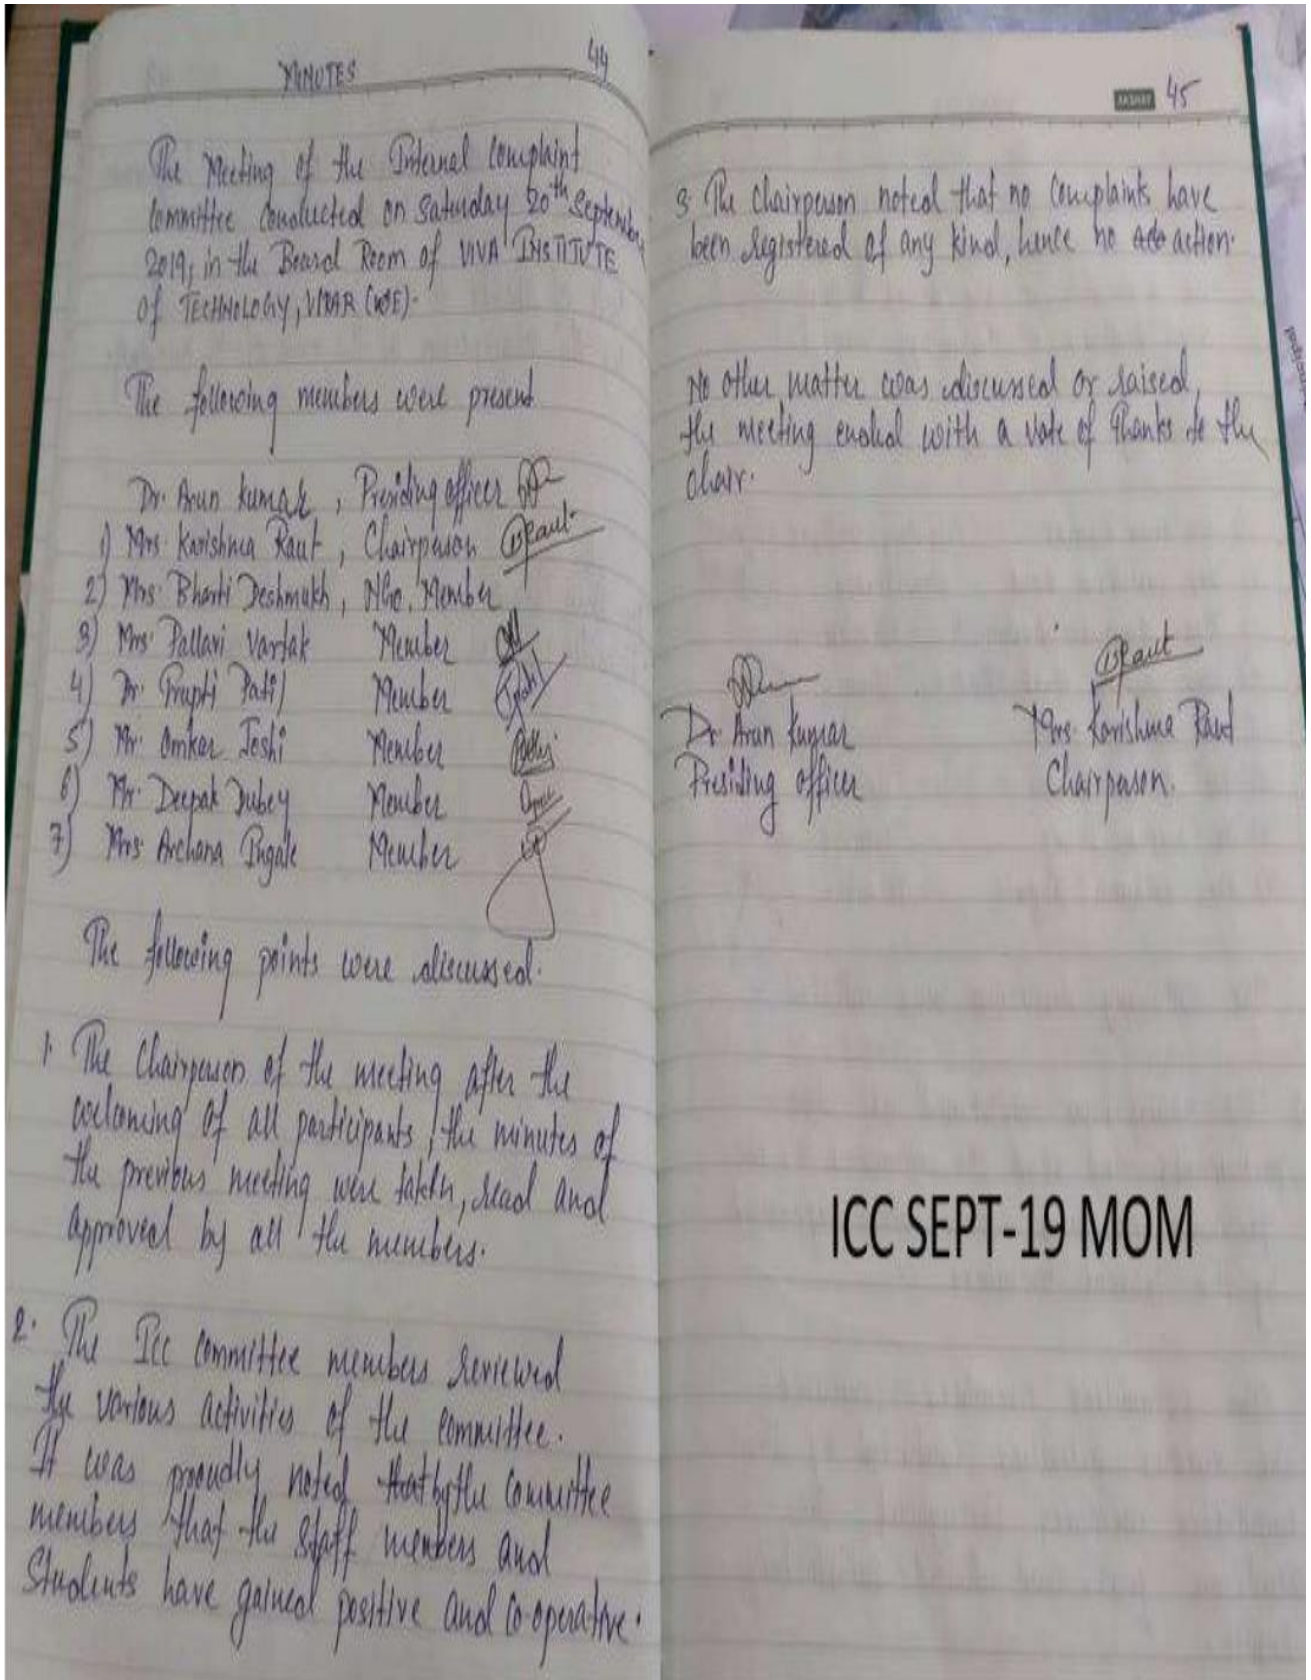 MINUTES
44
The Meeting of the Internal Complaint
Committee conducted on Saturday 20th September
2019, in the Board Room of VIVA INSTITUTE
of TECHNOLOGY, VIRAR
The following members were present
Dr. Arun Kumar, Presiding officer
1) Mrs Karishma Raut, Chairperson
2) Mrs. Bharti Deshmukh, NGO. Member
3) Mrs. Pallavi Vartak Member
4) Dr. Trupti Patil Member
5) Mr. Omkar Joshi Member
6) Mr. Deepak Dubey Member
7) Mrs. Archana Ingale Member
The following points were discussed.
1. The Chairperson of the meeting after the
welcoming of all participants, the minutes of
the previous meeting were taken, read and
approved by all the members.
2. The Icc committee members reviewed
the various activities of the committee.
It was proudly noted that by the committee
members that the staff members and
Students have gained positive and co-operative.
AKSHAY 45
3. The chairperson noted that no complaints have
been registered of any kind, hence no action.
No other matter was discussed or raised,
the meeting ended with a vote of thanks to the
chair.
Raut
Dr Arun Kumar Mrs. Karishma Raut
Presiding officer Chairperson.
ICC SEPT-19 MOM